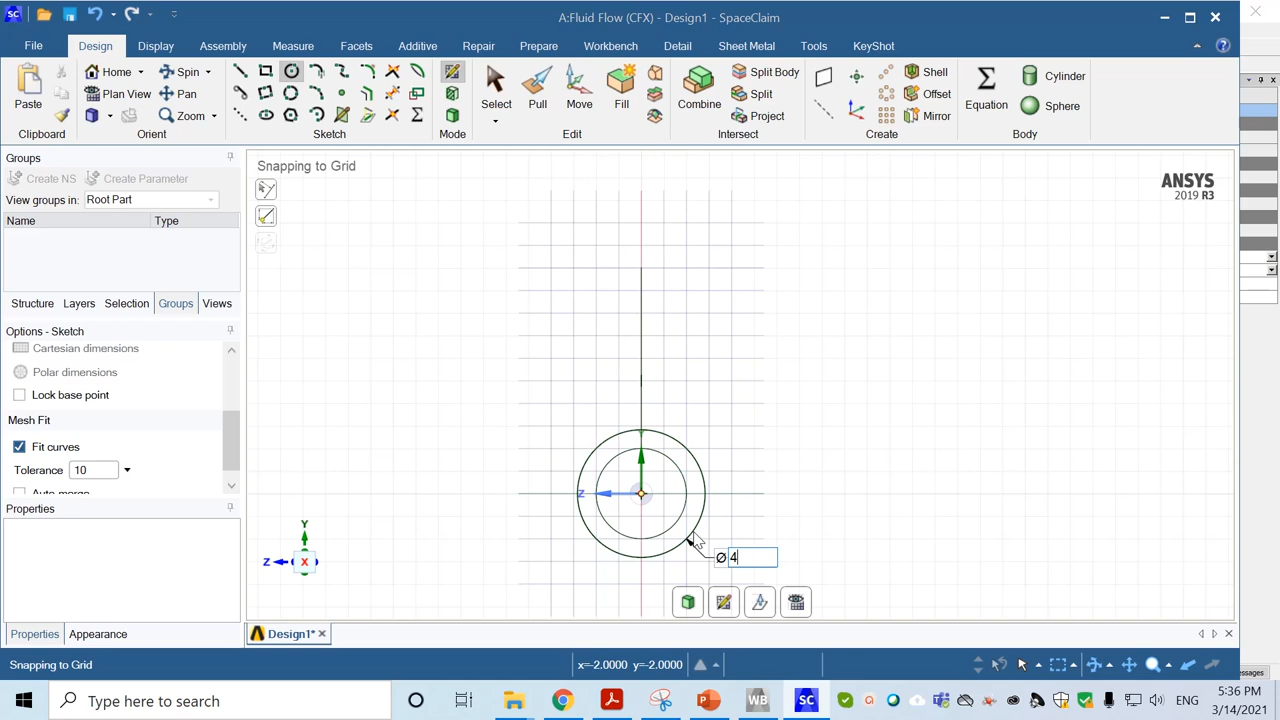 A:Fluid Flow (CFX) - Design1 - SpaceClaim
File
Design
Display
Assembly
Measure
Facets
Additive
Repair
Prepare
Workbench
Detail
Sheet Metal
Tools
KeyShot
Paste
Clipboard
Home
Plan View
Spin
Pan
Zoom
Orient
Sketch
Mode
Select
Pull
Move
Fill
Edit
Combine
Split Body
Split
Project
Intersect
Shell
Offset
Mirror
Create
Equation
Cylinder
Sphere
Body
Groups
Create NS
Create Parameter
View groups in:
Root Part
Name
Type
Structure
Layers
Selection
Groups
Views
Options - Sketch
Cartesian dimensions
Polar dimensions
Lock base point
Mesh Fit
Fit curves
Tolerance
10
Auto merge
Properties
Properties
Appearance
Snapping to Grid
ANSYS
2019 R3
Y
Z
Ø 4
Y
Z
X
Design1*
Snapping to Grid
x=-2.0000 y=-2.0000
Type here to search
WB
SC
ENG
5:36 PM
3/14/2021